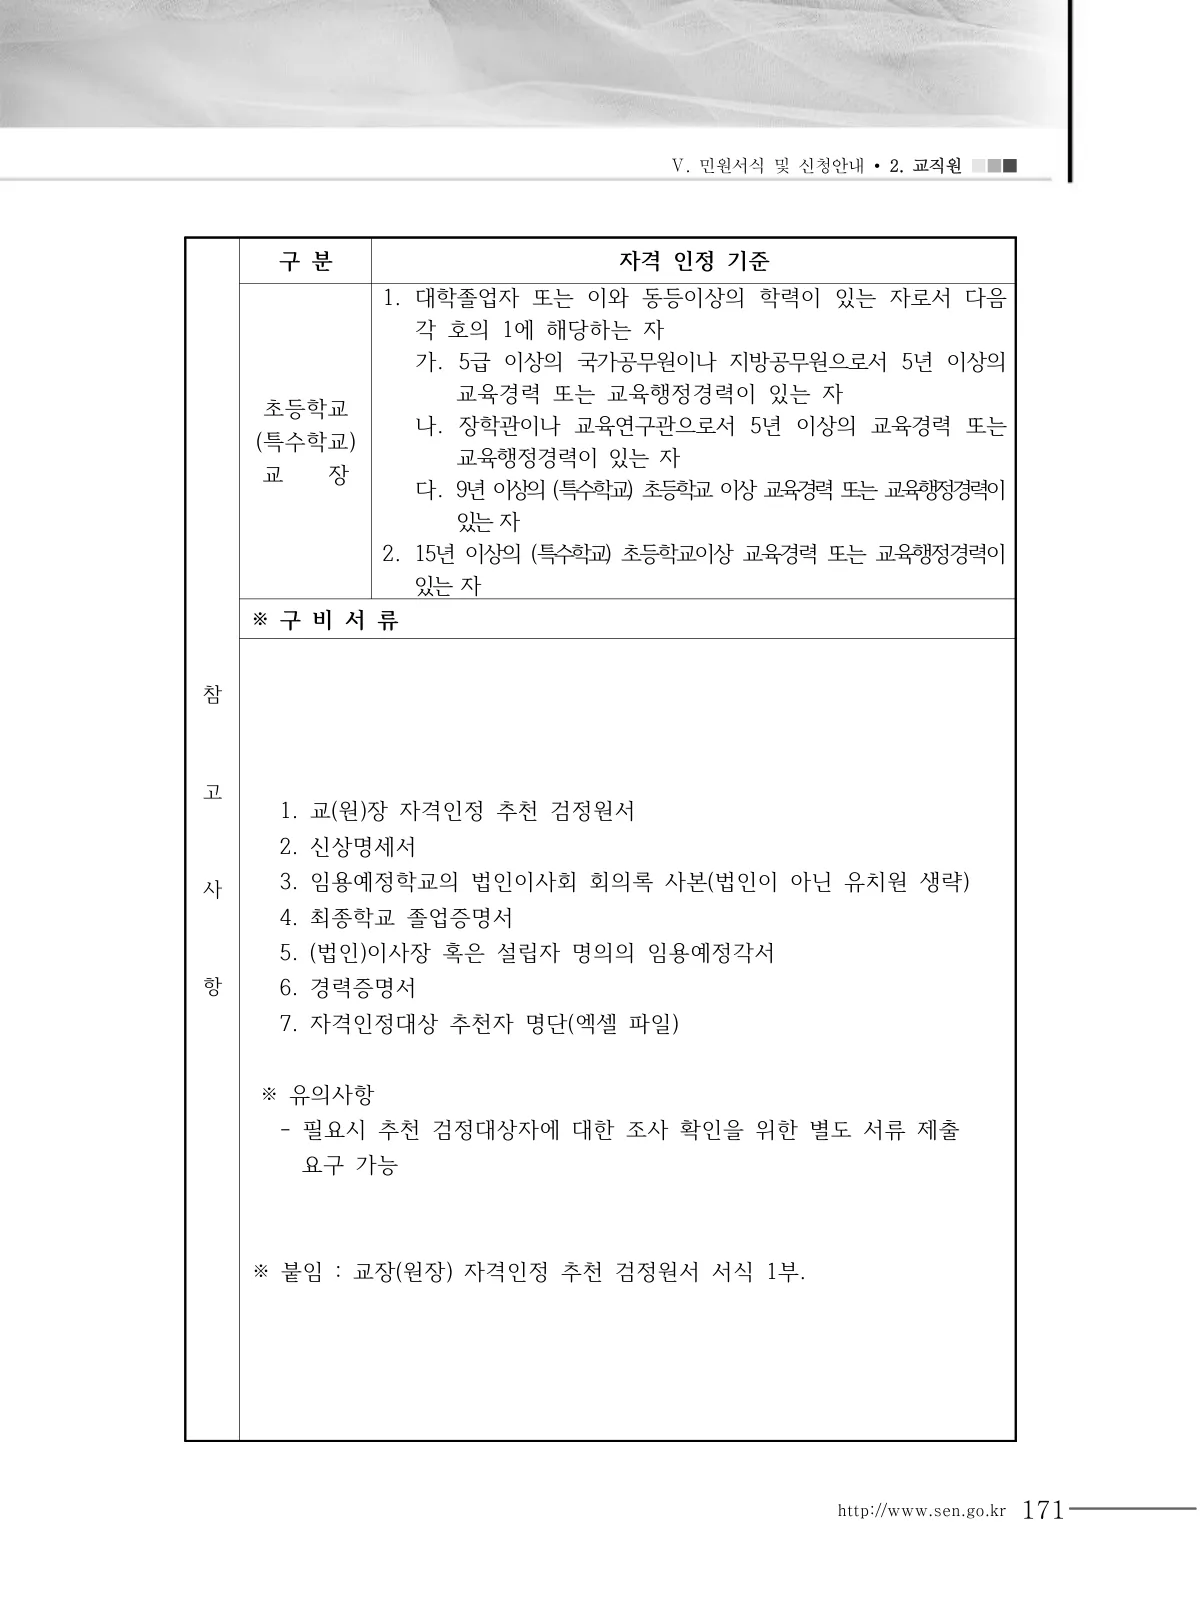 Ⅴ. 민원서식 및 신청안내 • 2. 교직원
구 분
자격 인정 기준
초등학교
(특수학교)
교 장
1. 대학졸업자 또는 이와 동등이상의 학력이 있는 자로서 다음
각 호의 1에 해당하는 자
가. 5급 이상의 국가공무원이나 지방공무원으로서 5년 이상의
교육경력 또는 교육행정경력이 있는 자
나. 장학관이나 교육연구관으로서 5년 이상의 교육경력 또는
교육행정경력이 있는 자
다. 9년 이상의 (특수학교) 초등학교 이상 교육경력 또는 교육행정경력이
있는 자
2. 15년 이상의 (특수학교) 초등학교이상 교육경력 또는 교육행정경력이
있는 자
참
고
사
항
※ 구 비 서 류
1. 교(원)장 자격인정 추천 검정원서
2. 신상명세서
3. 임용예정학교의 법인이사회 회의록 사본(법인이 아닌 유치원 생략)
4. 최종학교 졸업증명서
5. (법인)이사장 혹은 설립자 명의의 임용예정각서
6. 경력증명서
7. 자격인정대상 추천자 명단(엑셀 파일)
※ 유의사항
- 필요시 추천 검정대상자에 대한 조사 확인을 위한 별도 서류 제출
요구 가능
※ 붙임 : 교장(원장) 자격인정 추천 검정원서 서식 1부.
http://www.sen.go.kr 171